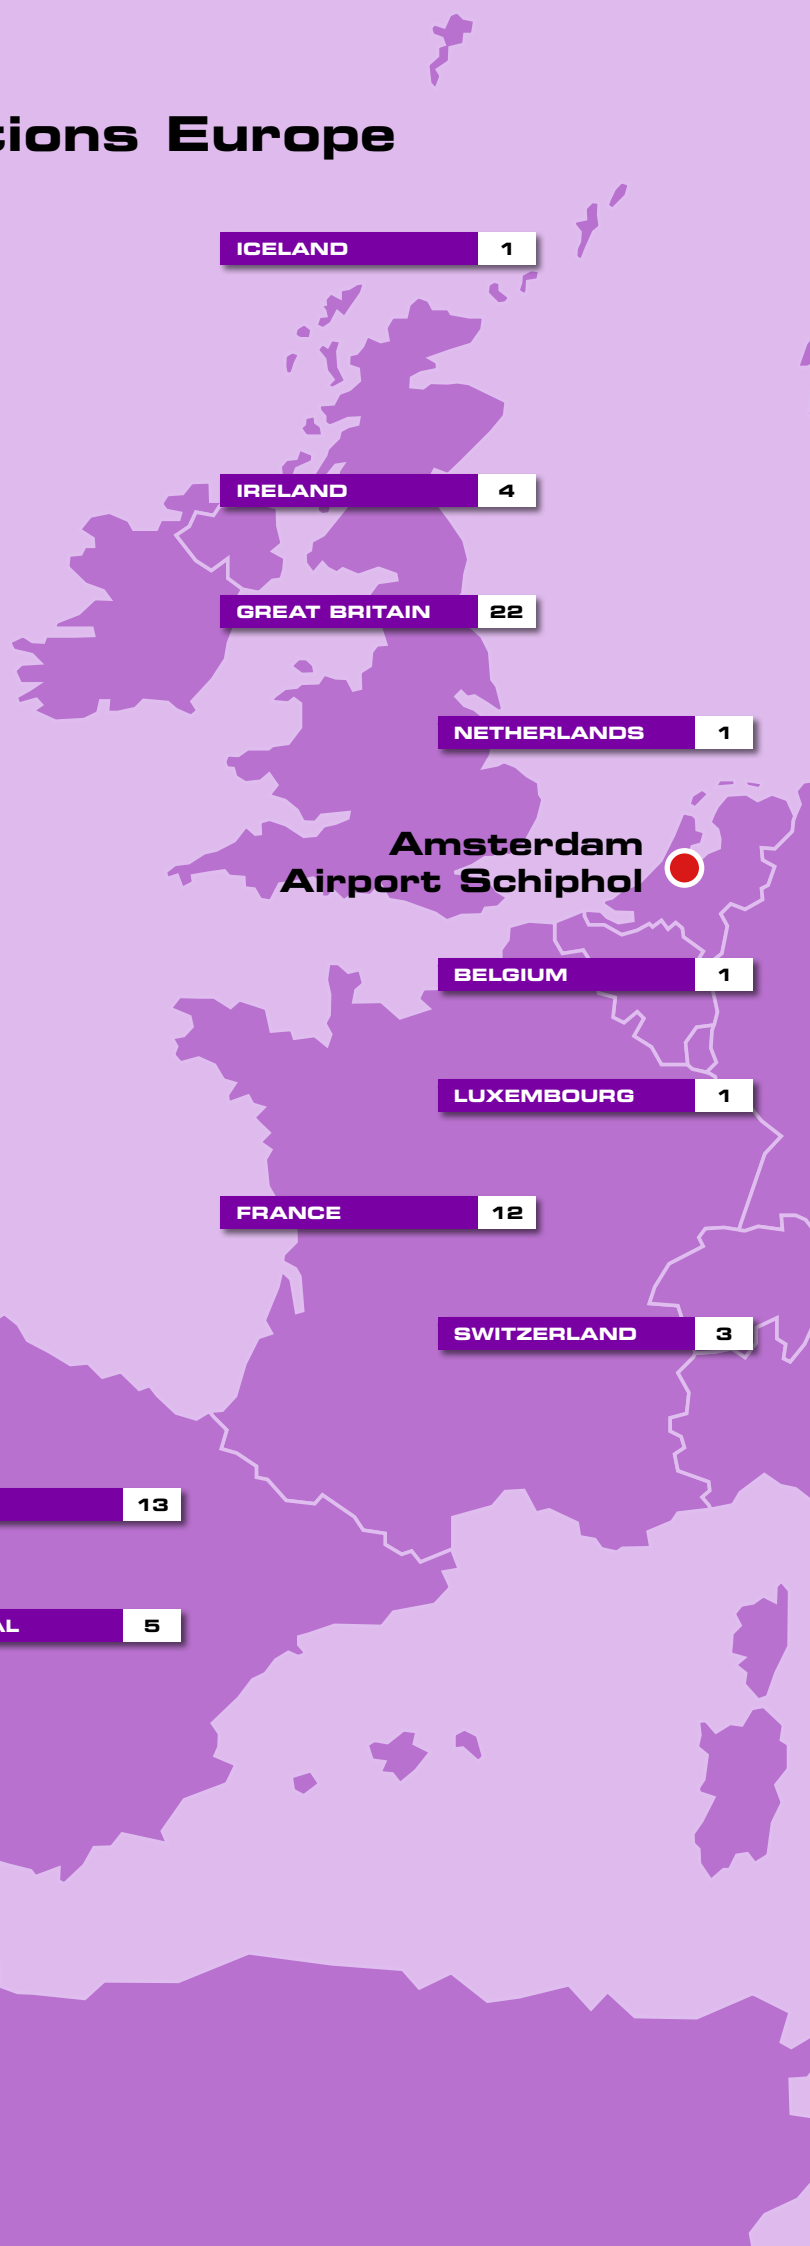 tions Europe
ICELAND 1
IRELAND 4
GREAT BRITAIN 22
NETHERLANDS 1
Amsterdam
Airport Schiphol
BELGIUM 1
LUXEMBOURG 1
FRANCE 12
SWITZERLAND 3
13
AL 5